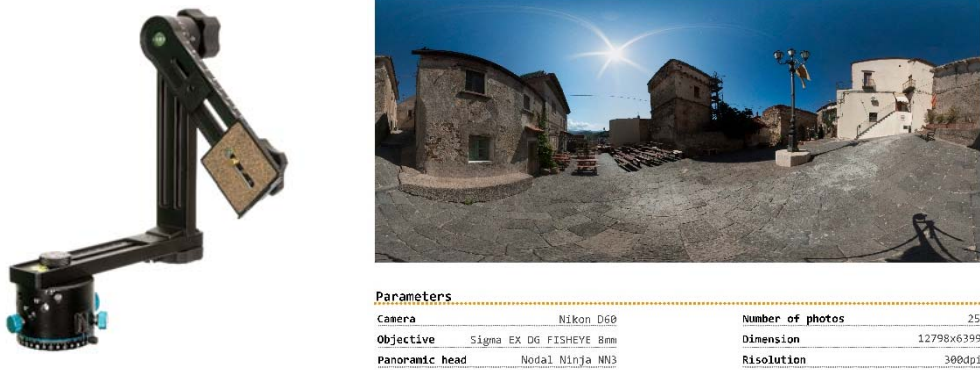 Parameters
Camera Nikon D60
Objective Sigma EX DG FISHEYE 8mm
Panoramic head Nodal Ninja NN3
Number of photos 25
Dimension 12798x6399
Risolution 300dpi